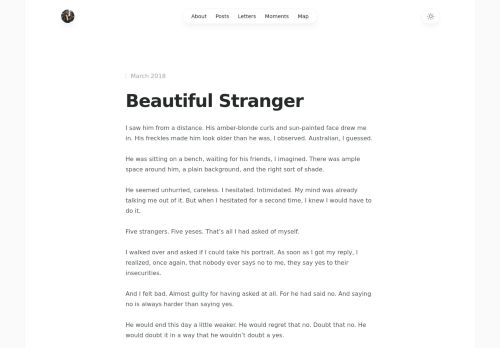 About Posts Letters Moments Map
March 2018
Beautiful Stranger
I saw him from a distance. His amber-blonde curls and sun-painted face drew me
in. His freckles made him look older than he was, I observed. Australian, I guessed.
He was sitting on a bench, waiting for his friends, I imagined. There was ample
space around him, a plain background, and the right sort of shade.
He seemed unhurried, careless. I hesitated. Intimidated. My mind was already
talking me out of it. But when I hesitated for a second time, I knew I would have to
do it.
Five strangers. Five yeses. That's all I had asked of myself.
I walked over and asked if I could take his portrait. As soon as I got my reply, I
realized, once again, that nobody ever says no to me, they say yes to their
insecurities.
And I felt bad. Almost guilty for having asked at all. For he had said no. And saying
no is always harder than saying yes.
He would end this day a little weaker. He would regret that no. Doubt that no. He
would doubt it in a way that he wouldn't doubt a yes.